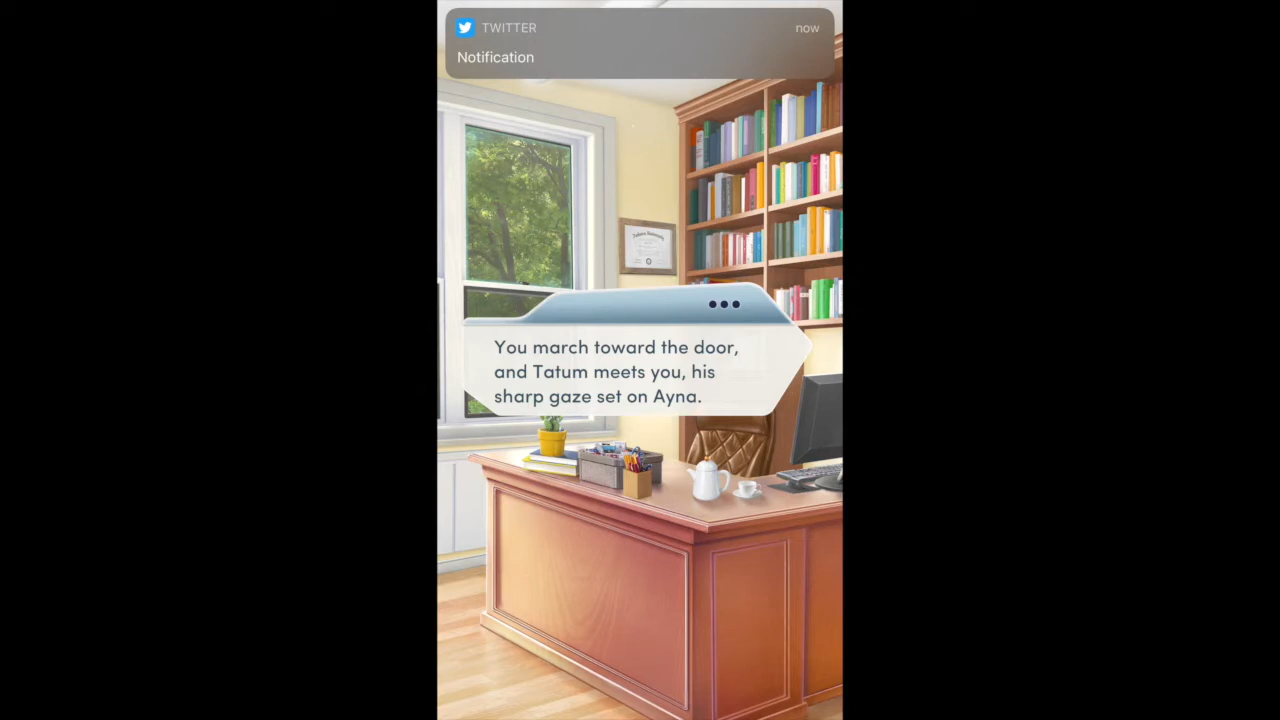 TWITTER
now
Notification
You march toward the door,
and Tatum meets you, his
sharp gaze set on Ayna.